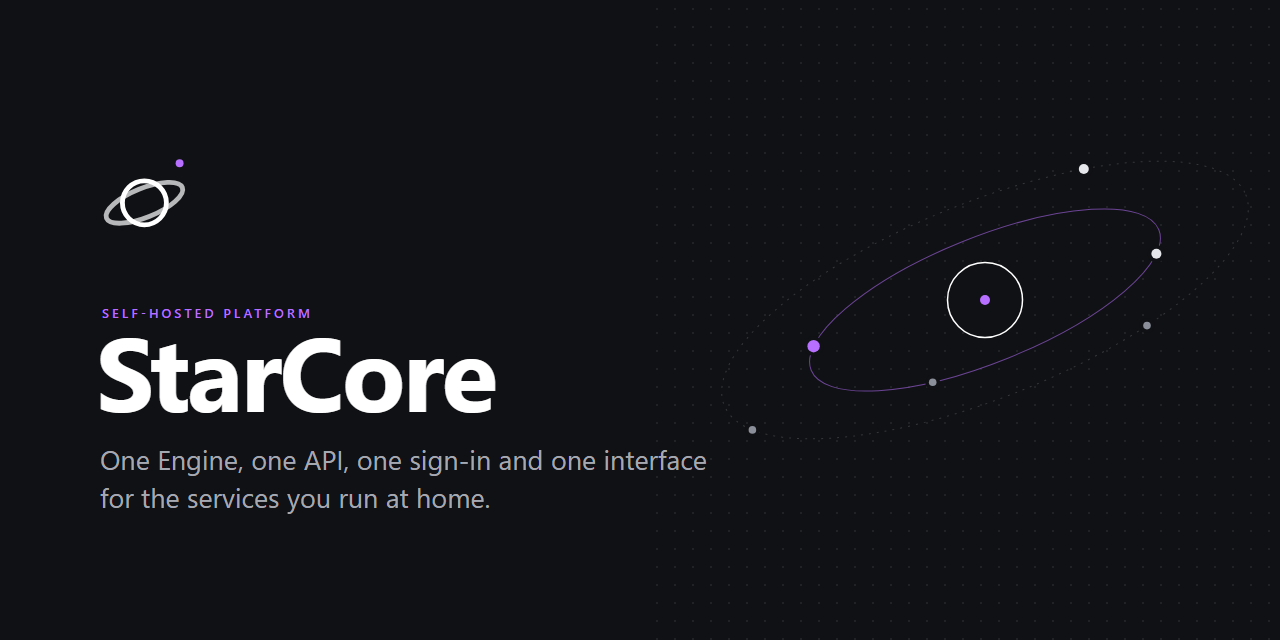 SELF-HOSTED PLATFORM
StarCore
One Engine, one API, one sign-in and one interface
for the services you run at home.